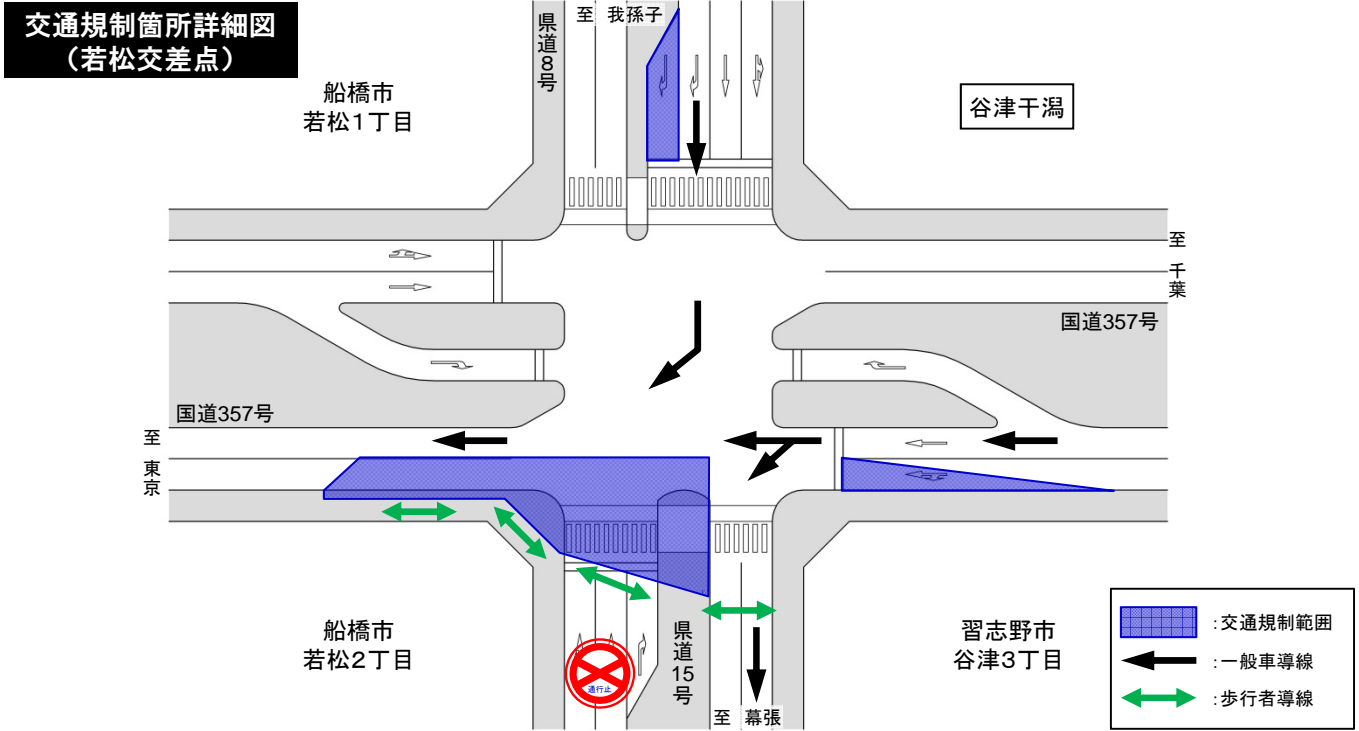 交通規制箇所詳細図
（若松交差点）
県道8号
至 我孫子
船橋市
若松1丁目
谷津干潟
至 千葉
国道357号
国道357号
至 東京
船橋市
若松2丁目
通行止
県道15号
至 幕張
習志野市
谷津3丁目
:交通規制範囲
:一般車導線
:歩行者導線